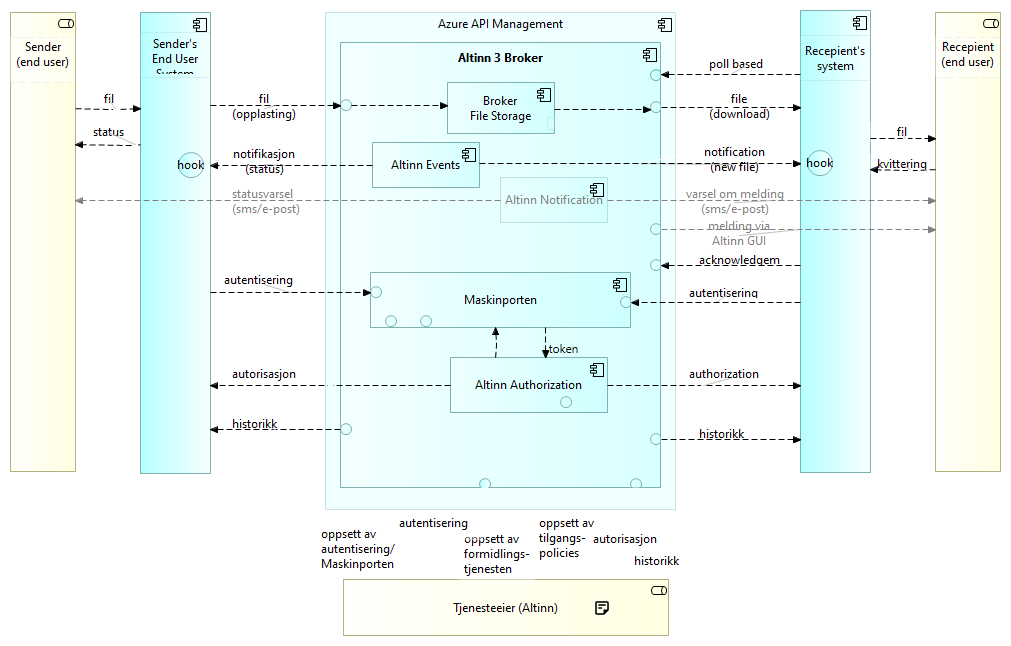 Azure API Management
Sender
(end user)
Sender's
End User
System
Altinn 3 Broker
Recepient's
system
Recepient
(end user)
poll based
fil
fil
(opplasting)
Broker
File Storage
file
(download)
status
fil
hook
notifikasjon
(status)
Altinn Events
notification
(new file)
hook
kvittering
statusvarsel
(sms/e-post)
Altinn Notification
varsel om melding
(sms/e-post)
melding via
Altinn GUI
acknowledgem
autentisering
Maskinporten
autentisering
token
autorisasjon
Altinn Authorization
authorization
historikk
historikk
oppsett av
autentisering/
Maskinporten
autentisering
oppsett av
formidlings-
tjenesten
oppsett av
tilgangs-
policies
autorisasjon
historikk
Tjenesteeier (Altinn)